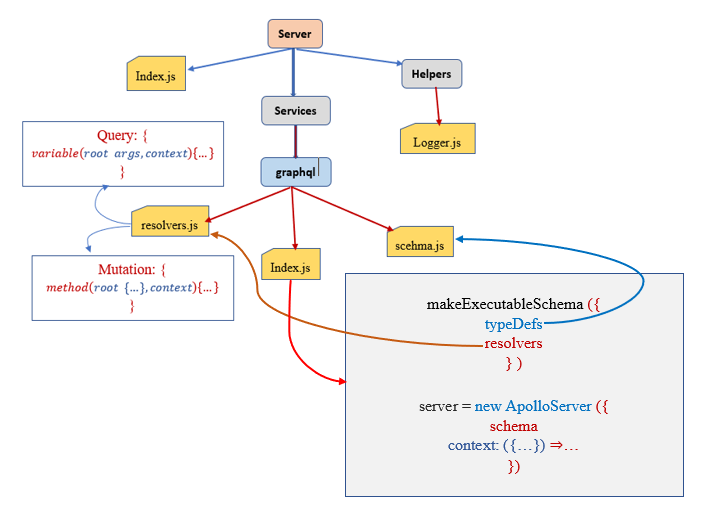 Server
Index.js
Helpers
Services
Logger.js
Query: {
variable(root args,context){…}
}
graphql
resolvers.js
scehma.js
Index.js
Mutation: {
method(root {…},context){…}
}
makeExecutableSchema ({
typeDefs
resolvers
} )
server = new ApolloServer ({
schema
context: ({…}) ⇒…
})